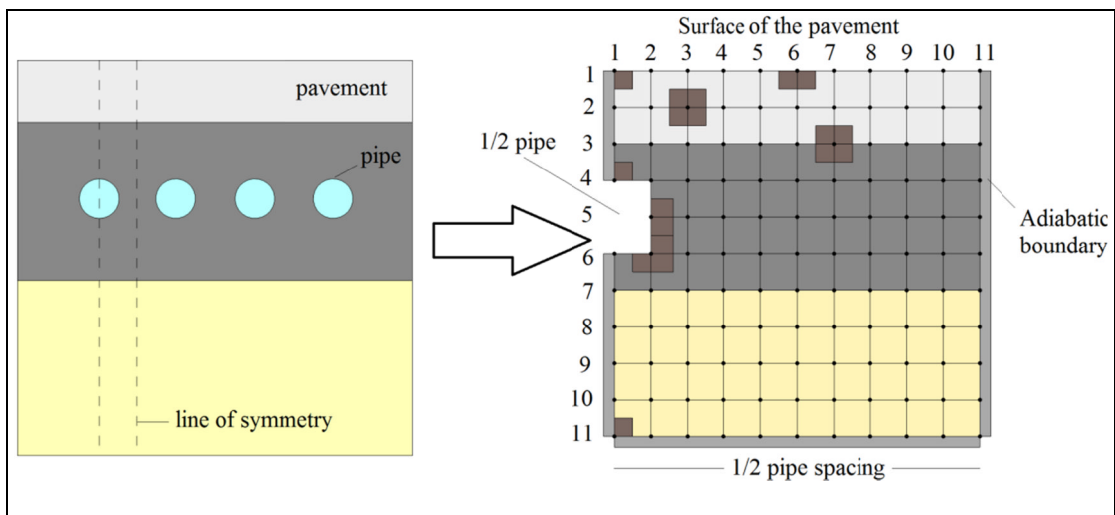 pavement
pipe
line of symmetry
Surface of the pavement
1 2 3 4 5 6 7 8 9 10 11
1
2
3
1/2 pipe
4
5
6
7
8
9
10
11
Adiabatic
boundary
1/2 pipe spacing